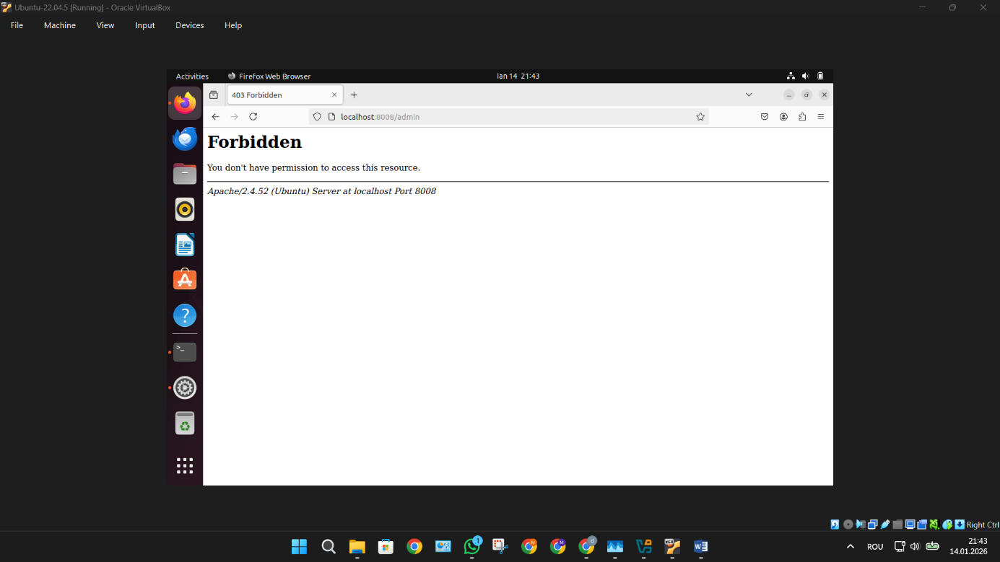 Ubuntu-22.04.5 [Running] - Oracle VirtualBox
File Machine View Input Devices Help
Activities Firefox Web Browser ian 14 21:43
403 Forbidden
localhost:8008/admin
Forbidden
You don't have permission to access this resource.
Apache/2.4.52 (Ubuntu) Server at localhost Port 8008
Right Ctrl
1
M
M
d
64
W
ROU
21:43
14.01.2026